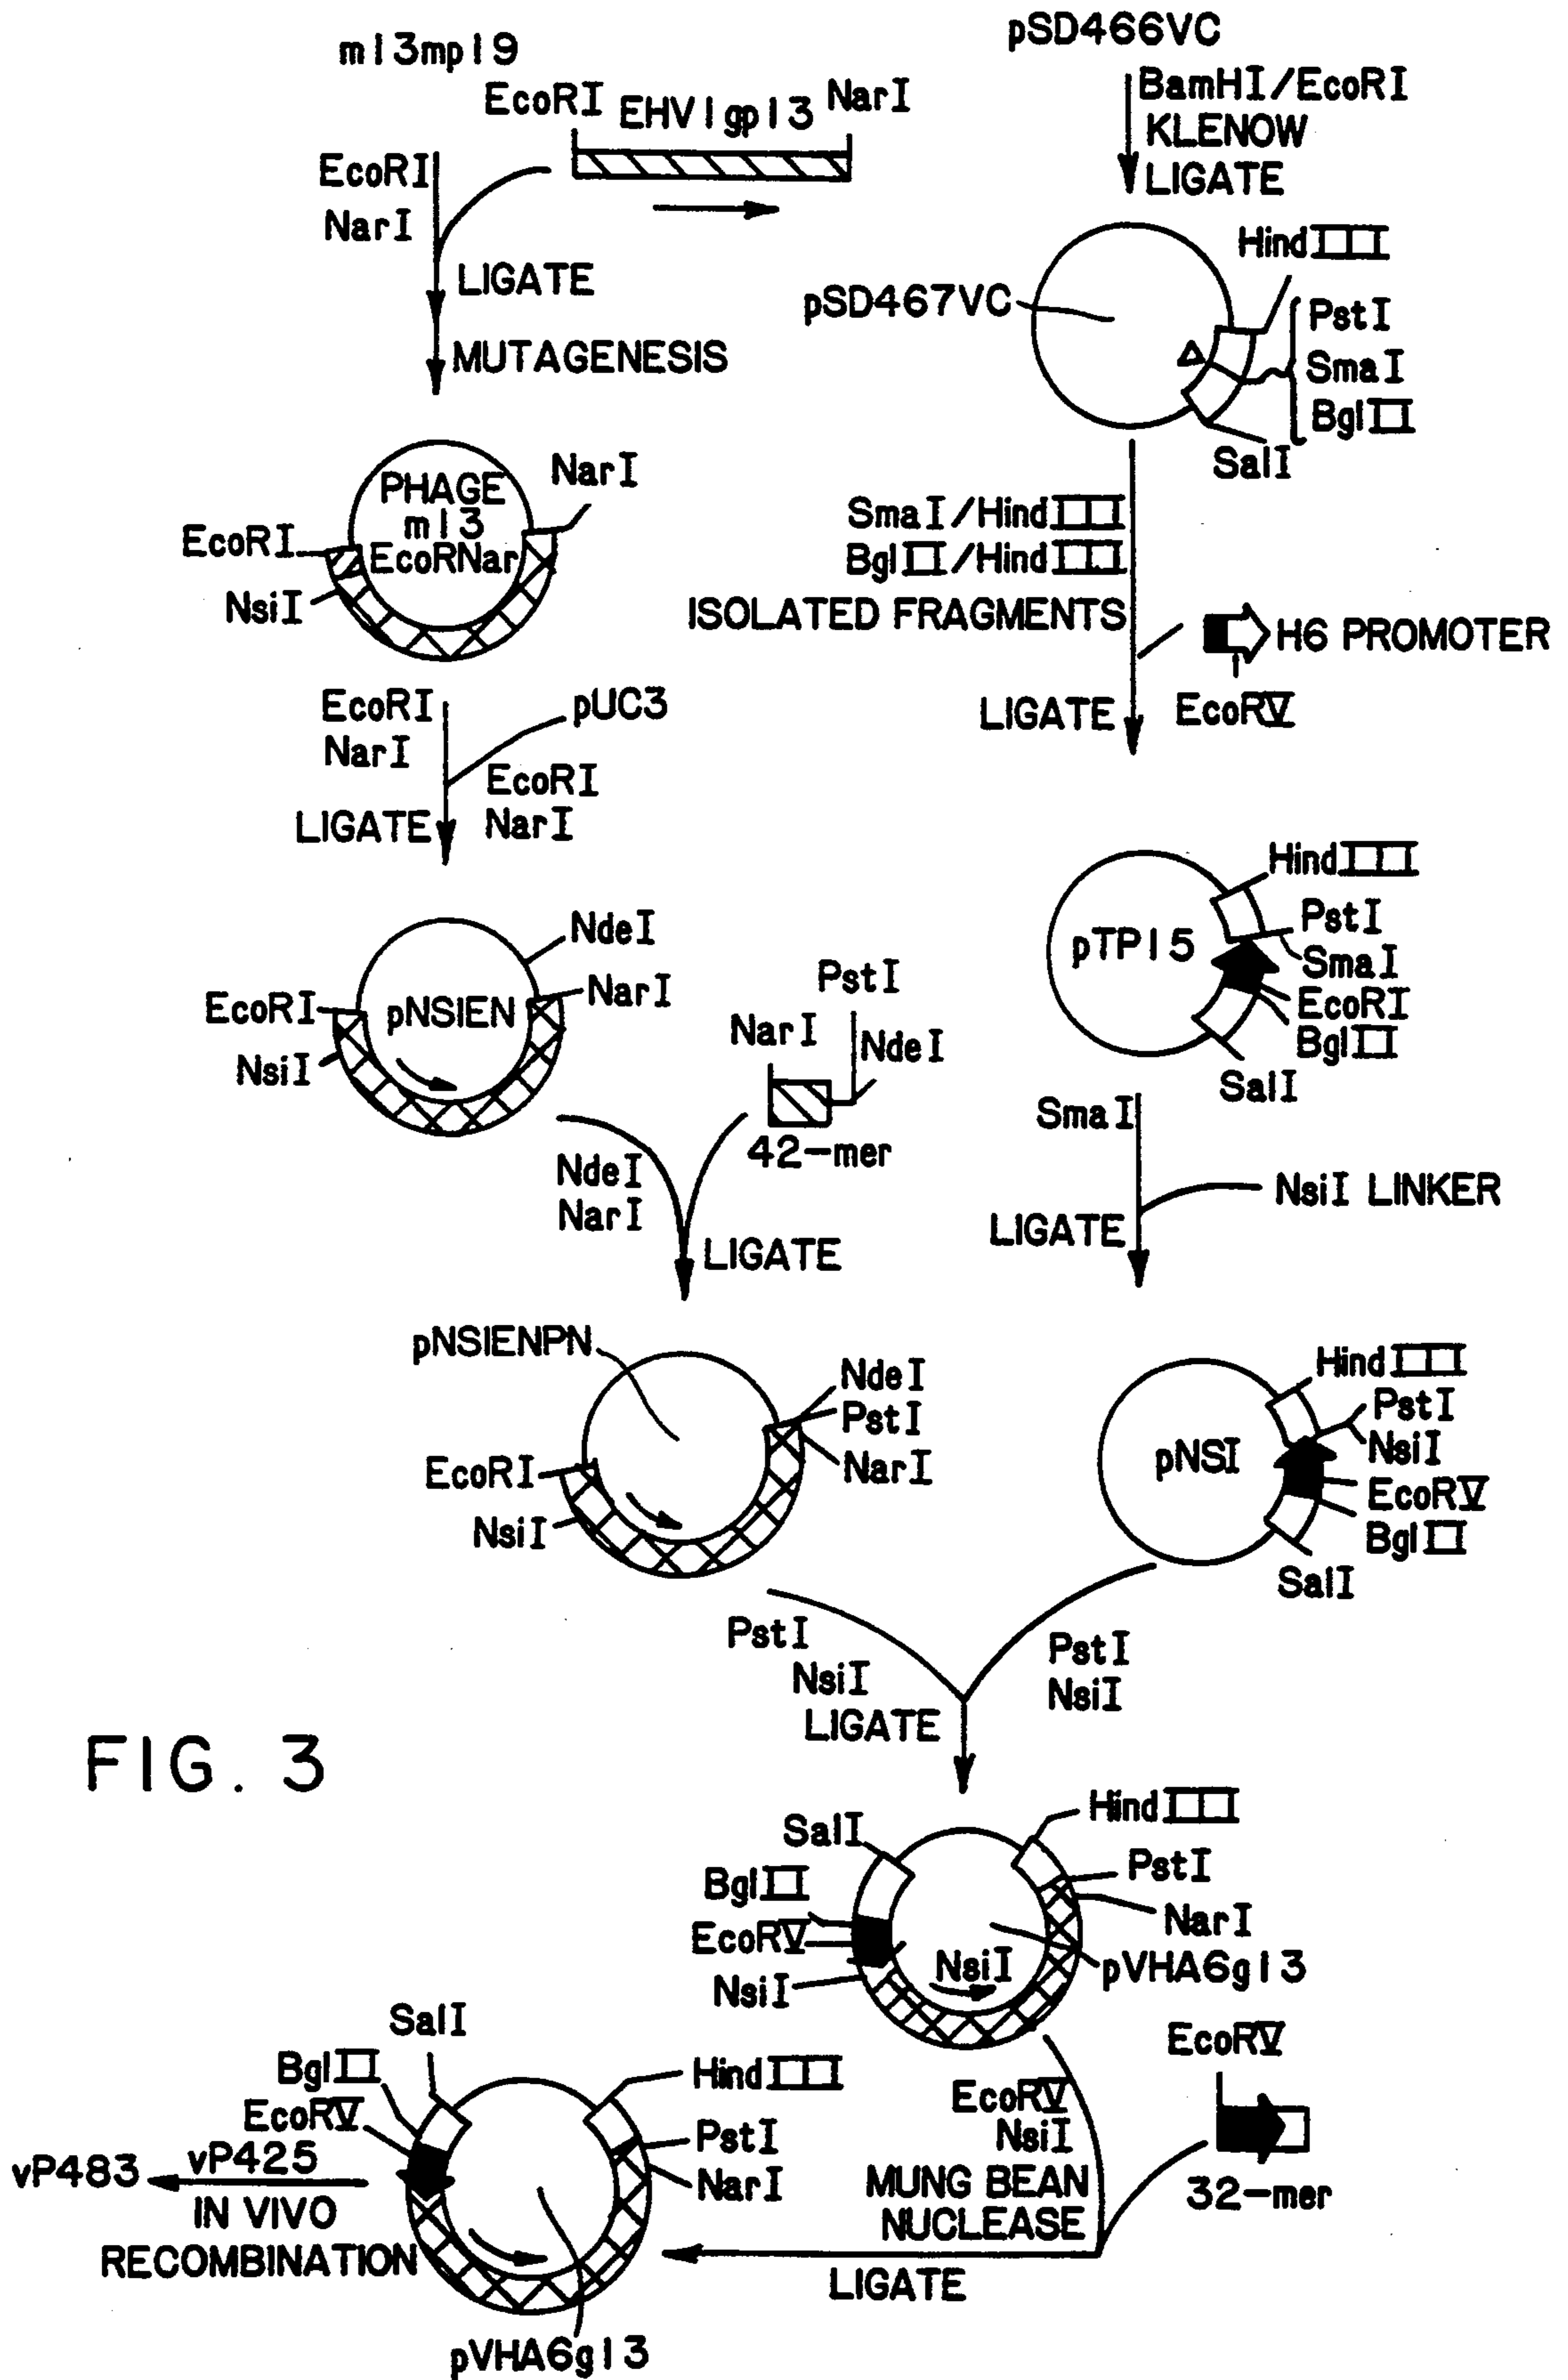 m13mp19
EcoRI EHV1gp13 NarI
EcoRI
NarI
LIGATE
MUTAGENESIS
PHAGE
m13
EcoRNar
NarI
EcoRI
NsiI
EcoRI
NarI
pUC3
EcoRI
NarI
LIGATE
NdeI
NarI
EcoRI
pNSIEN
NsiI
PstI
NarI
NdeI
42-mer
NdeI
NarI
LIGATE
pSD466VC
BamHI/EcoRI
KLENOW
LIGATE
pSD467VC
HindIII
PstI
SmaI
BglII
SalI
SmaI/HindIII
BglII/HindIII
ISOLATED FRAGMENTS
H6 PROMOTER
EcoRV
LIGATE
pTP15
HindIII
PstI
SmaI
EcoRI
BglII
SalI
SmaI
NsiI LINKER
LIGATE
pNSIENPN
NdeI
PstI
NarI
EcoRI
NsiI
pNSI
HindIII
PstI
NsiI
EcoRV
BglII
SalI
PstI
NsiI
LIGATE
PstI
NsiI
FIG. 3
SalI
HindIII
BglII
PstI
EcoRV
NarI
NsiI
NsiI
pVHA6g13
EcoRV
NsiI
MUNG BEAN
NUCLEASE
EcoRV
32-mer
LIGATE
SalI
BglII
HindIII
EcoRV
PstI
NarI
vP483
vP425
IN VIVO
RECOMBINATION
pVHA6g13